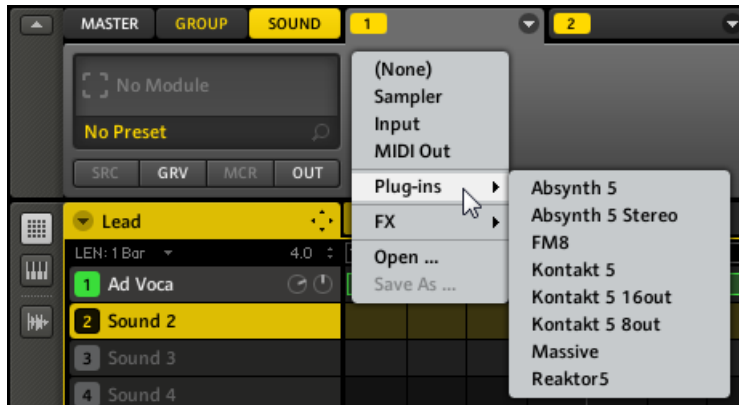 MASTER GROUP SOUND 1 2
No Module
No Preset
SRC GRV MCR OUT
(None)
Sampler
Input
MIDI Out
Plug-ins
FX
Open ...
Save As ...
Absynth 5
Absynth 5 Stereo
FM8
Kontakt 5
Kontakt 5 16out
Kontakt 5 8out
Massive
Reaktor5
Lead
LEN: 1 Bar 4.0
1 Ad Voca
2 Sound 2
3 Sound 3
4 Sound 4